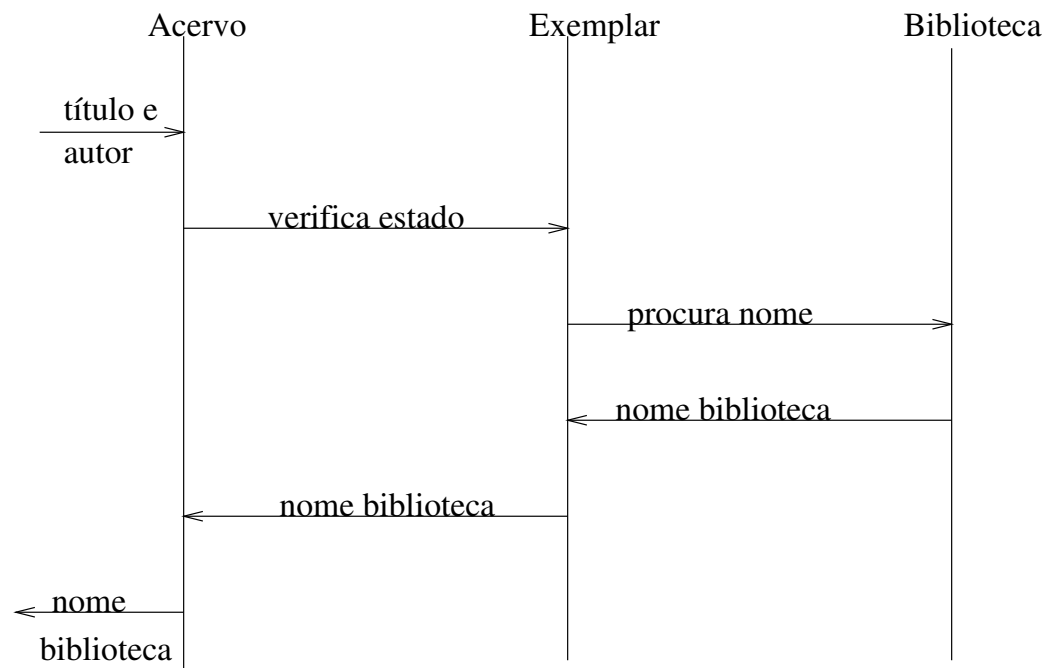 Acervo
Exemplar
Biblioteca
título e
autor
verifica estado
procura nome
nome biblioteca
nome biblioteca
nome
biblioteca